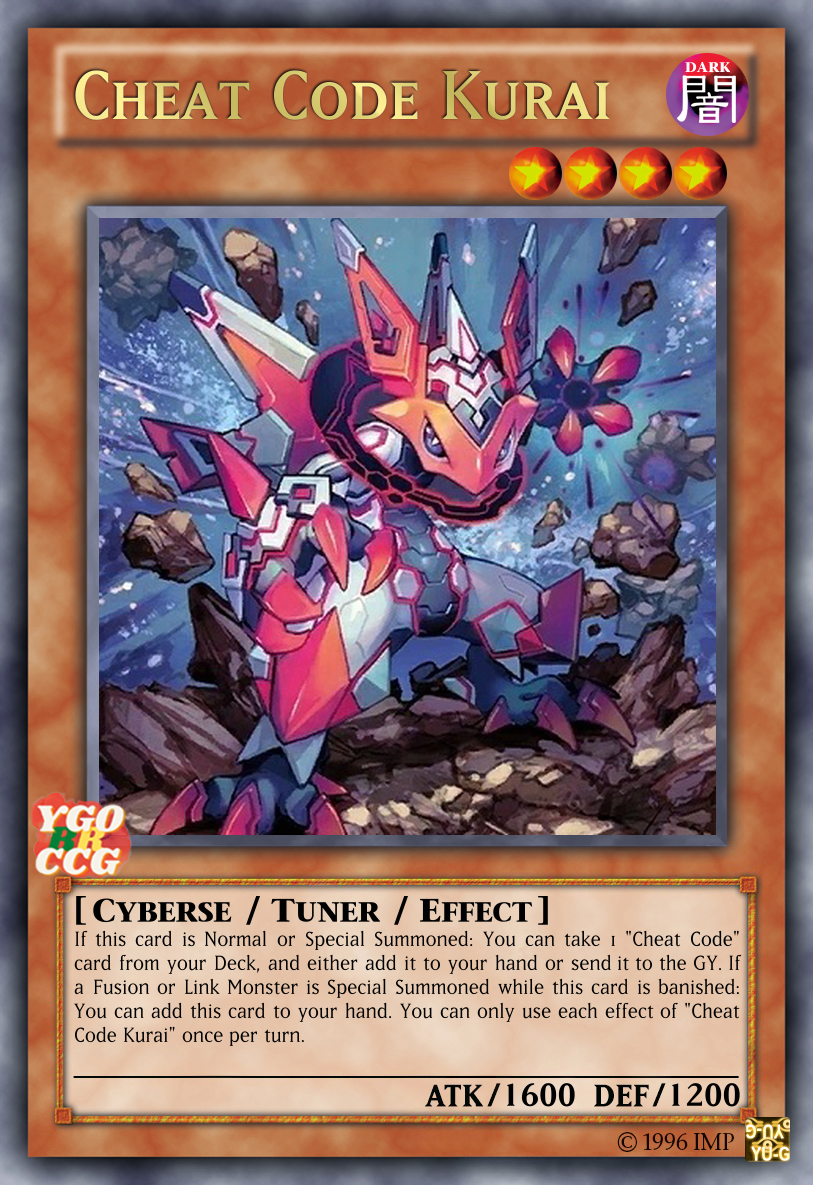 Cheat Code Kurai
DARK
闇
YGO
RR
CCG
[ Cyberse / Tuner / Effect ]
If this card is Normal or Special Summoned: You can take 1 "Cheat Code"
card from your Deck, and either add it to your hand or send it to the GY. If
a Fusion or Link Monster is Special Summoned while this card is banished:
You can add this card to your hand. You can only use each effect of "Cheat
Code Kurai" once per turn.
ATK/1600 DEF/1200
© 1996 IMP